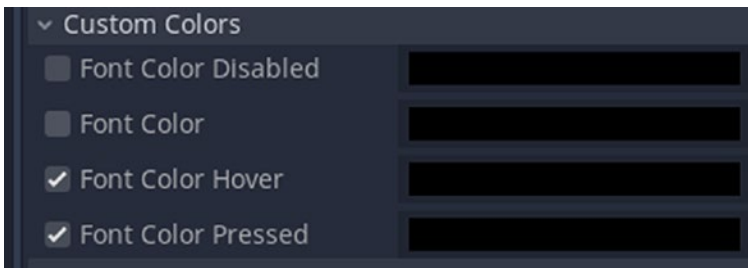 Custom Colors
Font Color Disabled
Font Color
Font Color Hover
Font Color Pressed